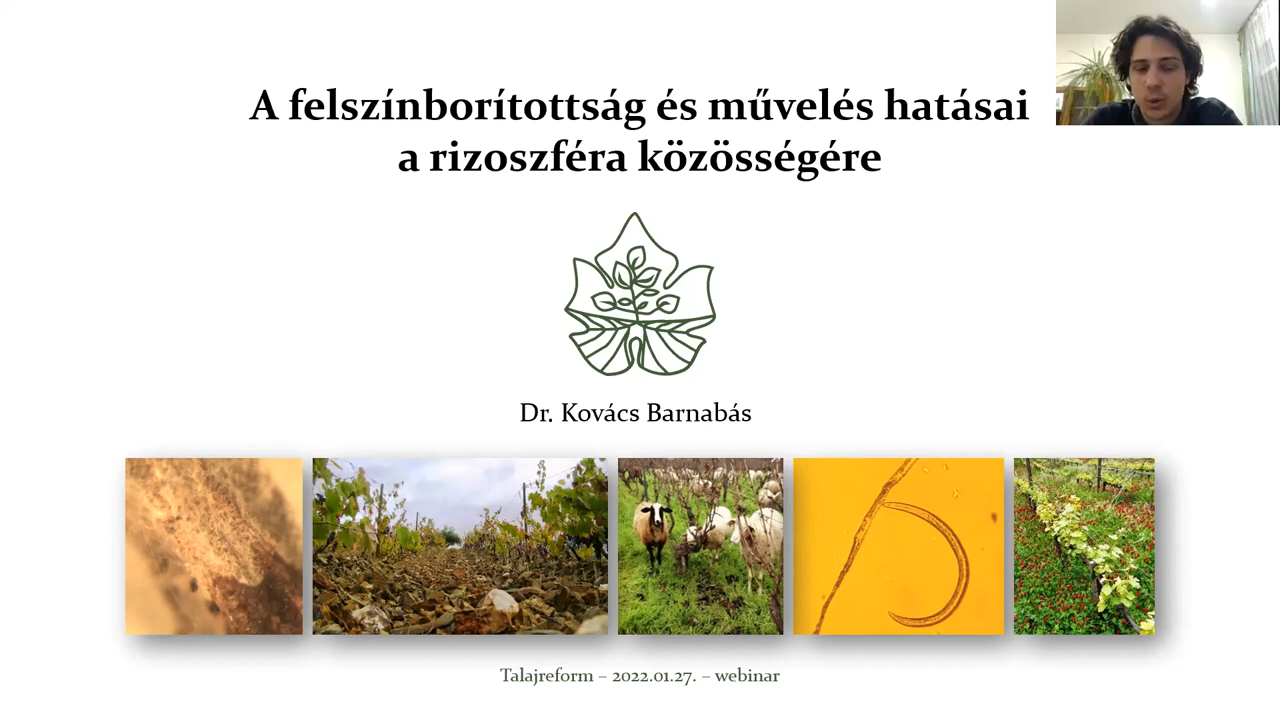 A felszínborítottság és művelés hatásai
a rizoszféra közösségére
Dr. Kovács Barnabás
Talajreform – 2022.01.27. – webinar